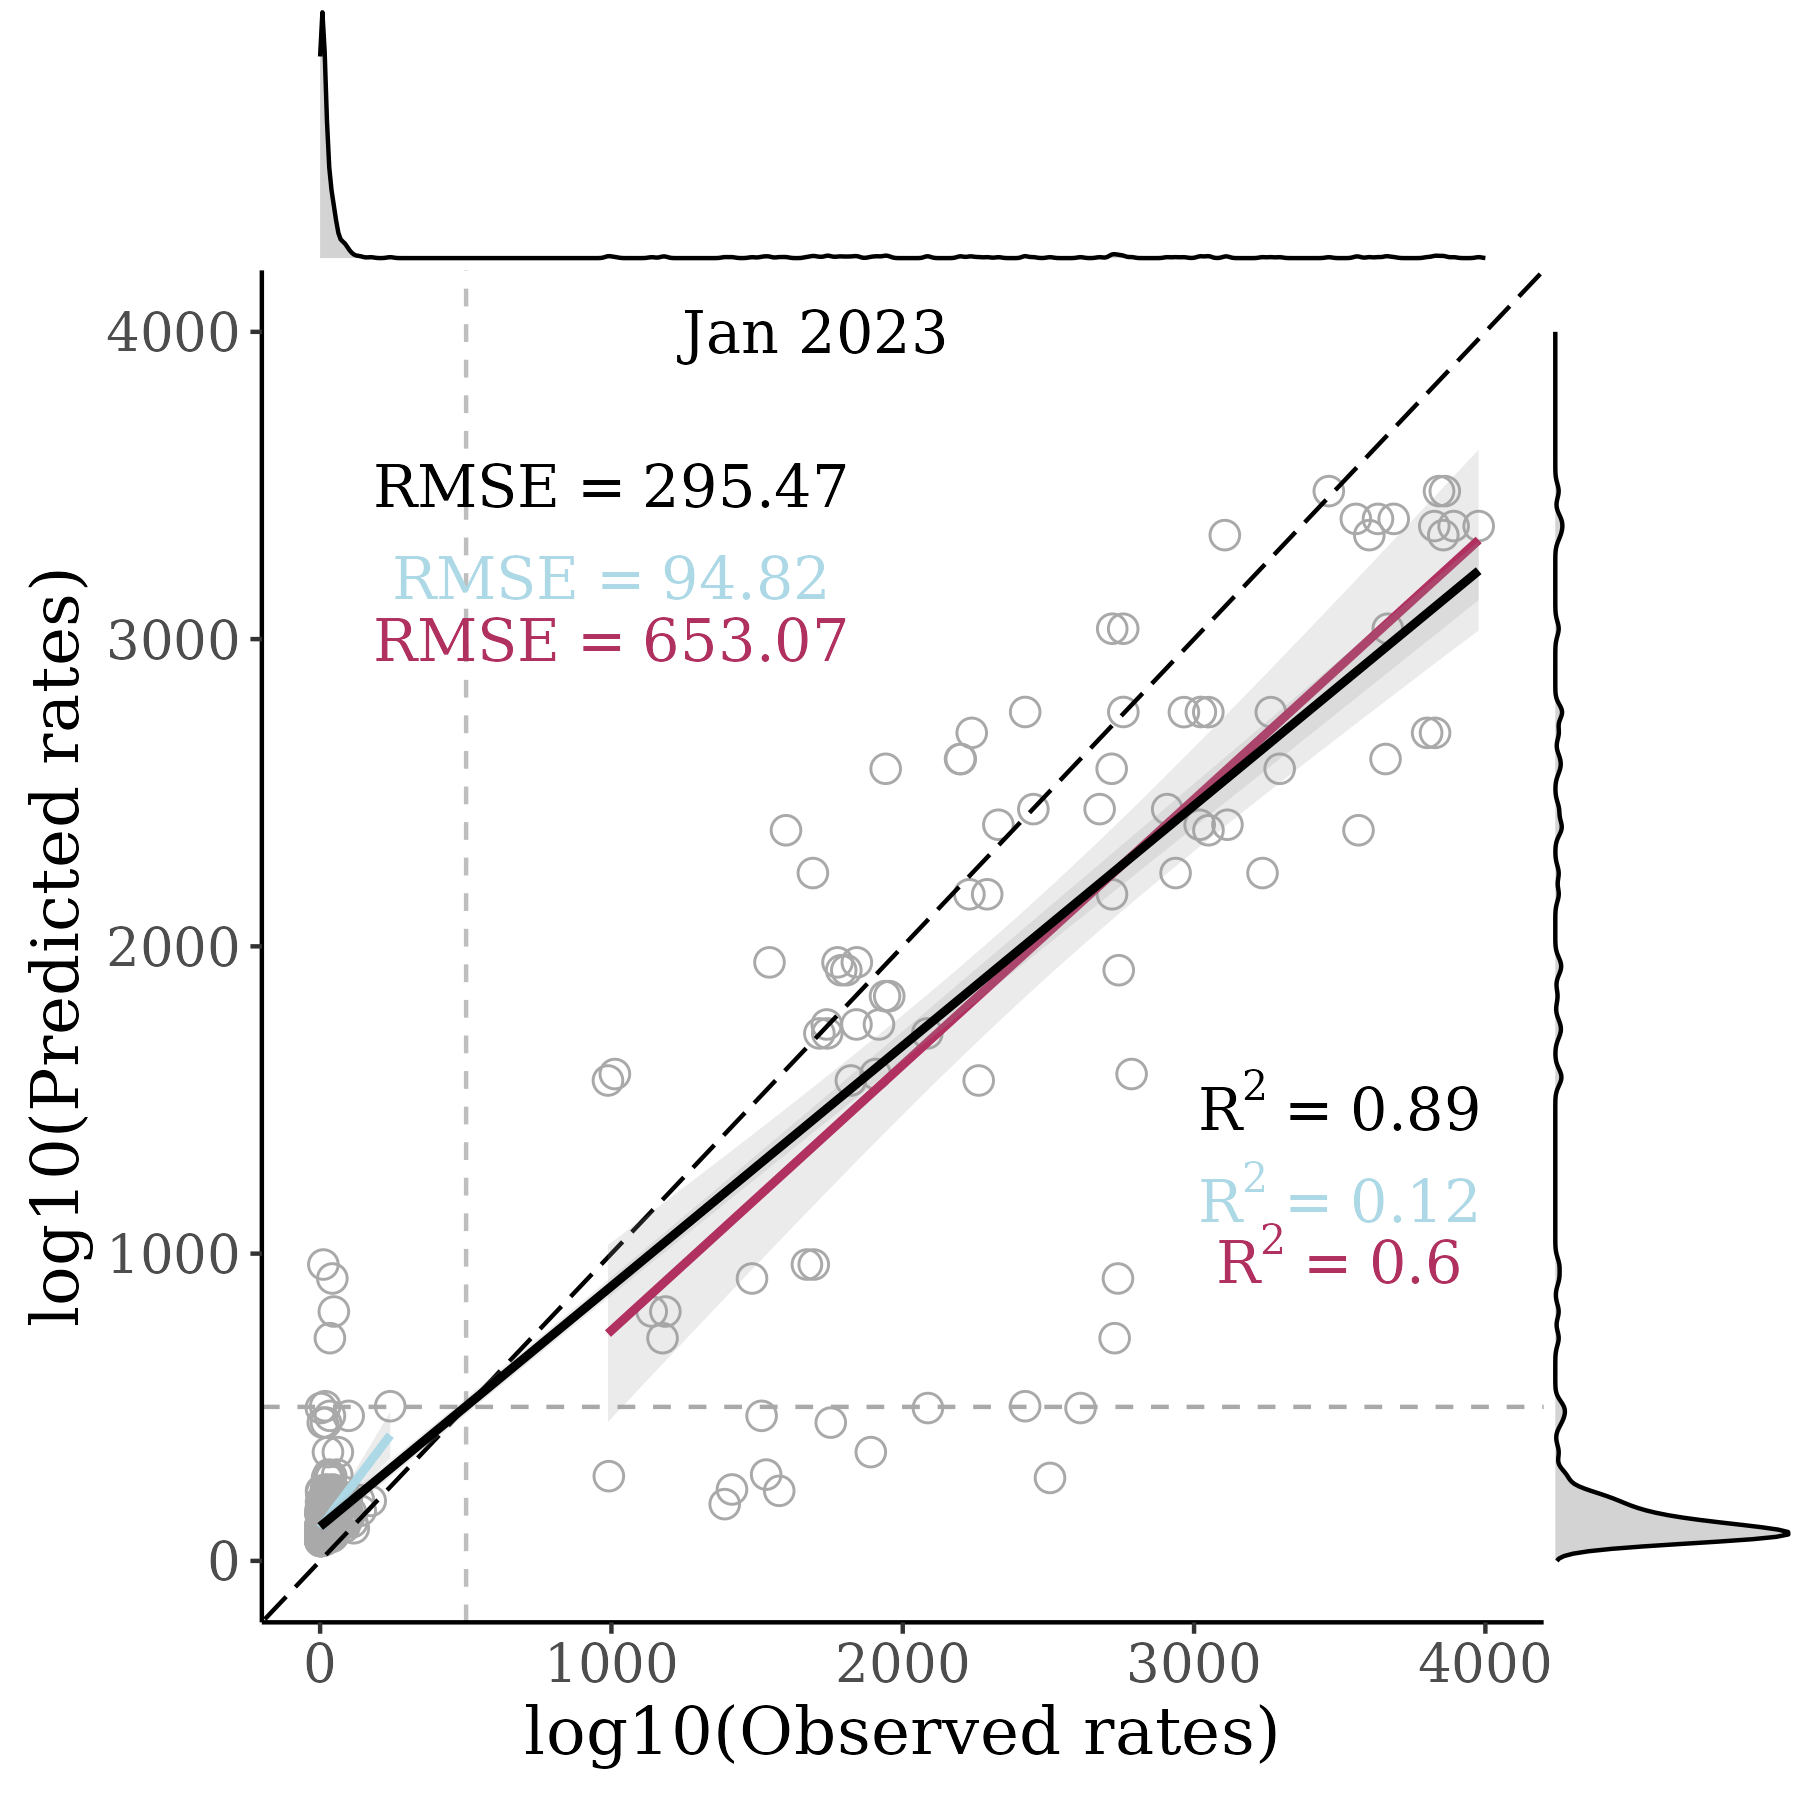 Jan 2023
RMSE = 295.47
RMSE = 94.82
RMSE = 653.07
R² = 0.89
R² = 0.12
R² = 0.6
log10(Predicted rates)
4000
3000
2000
1000
0
0 1000 2000 3000 4000
log10(Observed rates)